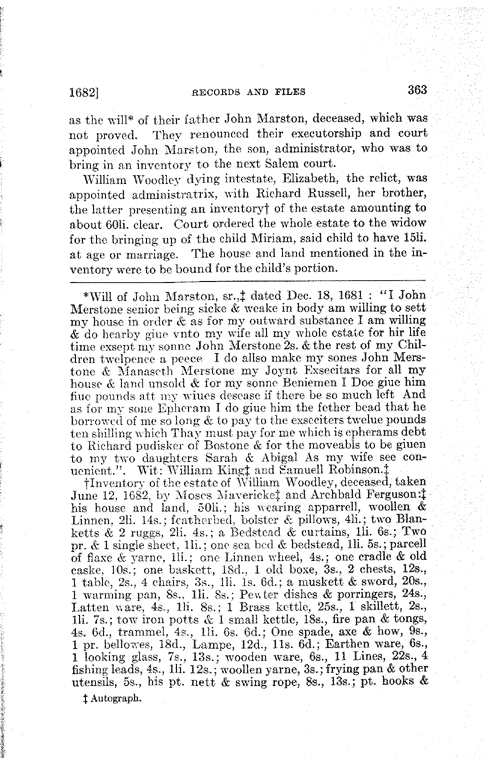 1682] RECORDS AND FILES 363
as the will* of their father John Marston, deceased, which was
not proved. They renounced their executorship and court
appointed John Marston, the son, administrator, who was to
bring in an inventory to the next Salem court.
William Woodley dying intestate, Elizabeth, the relict, was
appointed administratrix, with Richard Russell, her brother,
the latter presenting an inventory† of the estate amounting to
about 60li. clear. Court ordered the whole estate to the widow
for the bringing up of the child Miriam, said child to have 15li.
at age or marriage. The house and land mentioned in the in-
ventory were to be bound for the child's portion.
*Will of John Marston, sr.,‡ dated Dec. 18, 1681 : "I John
Merstone senior being sicke & weake in body am willing to sett
my house in order & as for my outward substance I am willing
& do hearby giue vnto my wife all my whole estate for hir life
time exsept my sonne John Merstone 2s. & the rest of my Chil-
dren twelpence a peece I do allso make my sones John Mers-
tone & Manaseth Merstone my Joynt Exsecitars for all my
house & land unsold & for my sonne Beniemen I Doe giue him
fiue pounds att my wiues desease if there be so much left And
as for my sone Epheram I do giue him the fether bead that he
borrowed of me so long & to pay to the exseciters twelue pounds
ten shilling which Thay must pay for me which is epherams debt
to Richard pudisker of Bostone & for the moveabls to be giuen
to my two daughters Sarah & Abigal As my wife see con-
uenient.". Wit: William King‡ and Samuell Robinson.‡
†Inventory of the estate of William Woodley, deceased, taken
June 12, 1682, by Moses Mavericke‡ and Archbald Ferguson:‡
his house and land, 50li.; his wearing apparrell, woollen &
Linnen, 2li. 14s.; featherbed, bolster & pillows, 4li.; two Blan-
ketts & 2 ruggs, 2li. 4s.; a Bedstead & curtains, 1li. 6s.; Two
pr. & 1 single sheet, 1li.; one sea bed & bedstead, 1li. 5s.; parcell
of flaxe & yarne, 1li.; one Linnen wheel, 4s.; one cradle & old
caske, 10s.; one baskett, 18d., 1 old boxe, 3s., 2 chests, 12s.,
1 table, 2s., 4 chairs, 3s., 1li. 1s. 6d.; a muskett & sword, 20s.,
1 warming pan, 8s., 1li. 8s.; Pewter dishes & porringers, 24s.,
Latten ware, 4s., 1li. 8s.; 1 Brass kettle, 25s., 1 skillett, 2s.,
1li. 7s.; tow iron potts & 1 small kettle, 18s., fire pan & tongs,
4s. 6d., trammel, 4s., 1li. 6s. 6d.; One spade, axe & how, 9s.,
1 pr. bellowes, 18d., Lampe, 12d., 11s. 6d.; Earthen ware, 6s.,
1 looking glass, 7s., 13s.; wooden ware, 6s., 11 Lines, 22s., 4
fishing leads, 4s., 1li. 12s.; woollen yarne, 3s.; frying pan & other
utensils, 5s., his pt. nett & swing rope, 8s., 13s.; pt. hooks &
‡ Autograph.